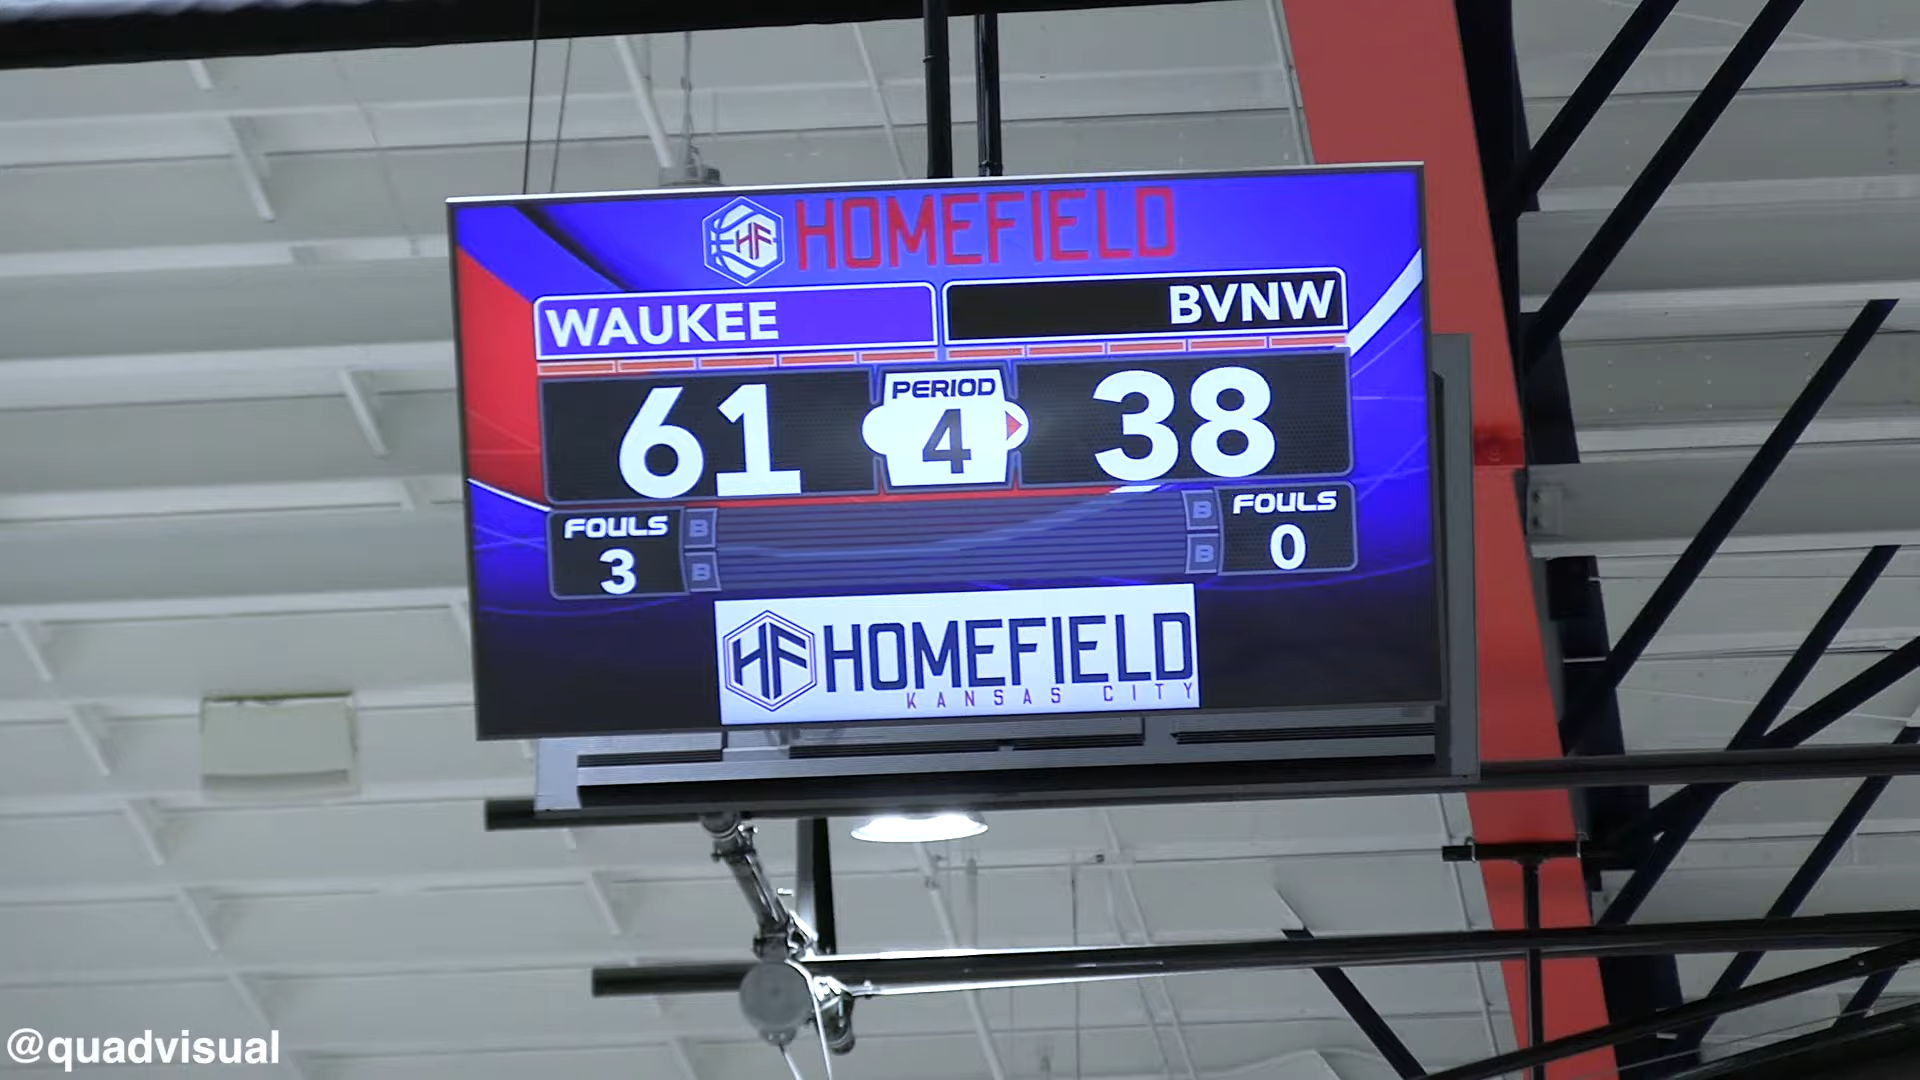 HF HOMEFIELD
WAUKEE BVNW
61 PERIOD 38
4
FOULS B B FOULS
3 B B 0
HF HOMEFIELD
KANSAS CITY
@quadvisual